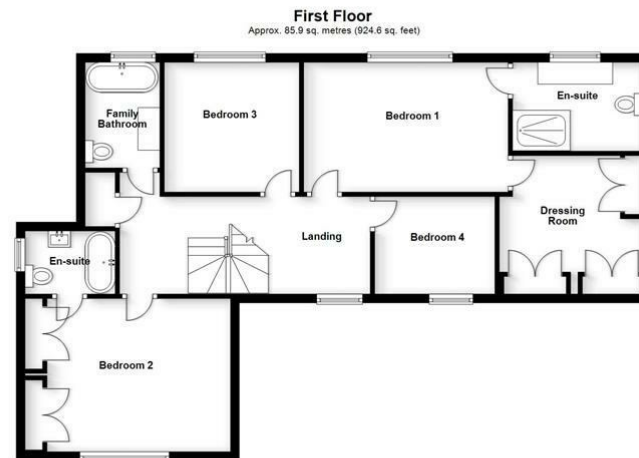 First Floor
Approx. 85.9 sq. metres (924.6 sq. feet)
Family
Bathroom
Bedroom 3
Bedroom 1
En-suite
Dressing
Room
Landing
Bedroom 4
En-suite
Bedroom 2